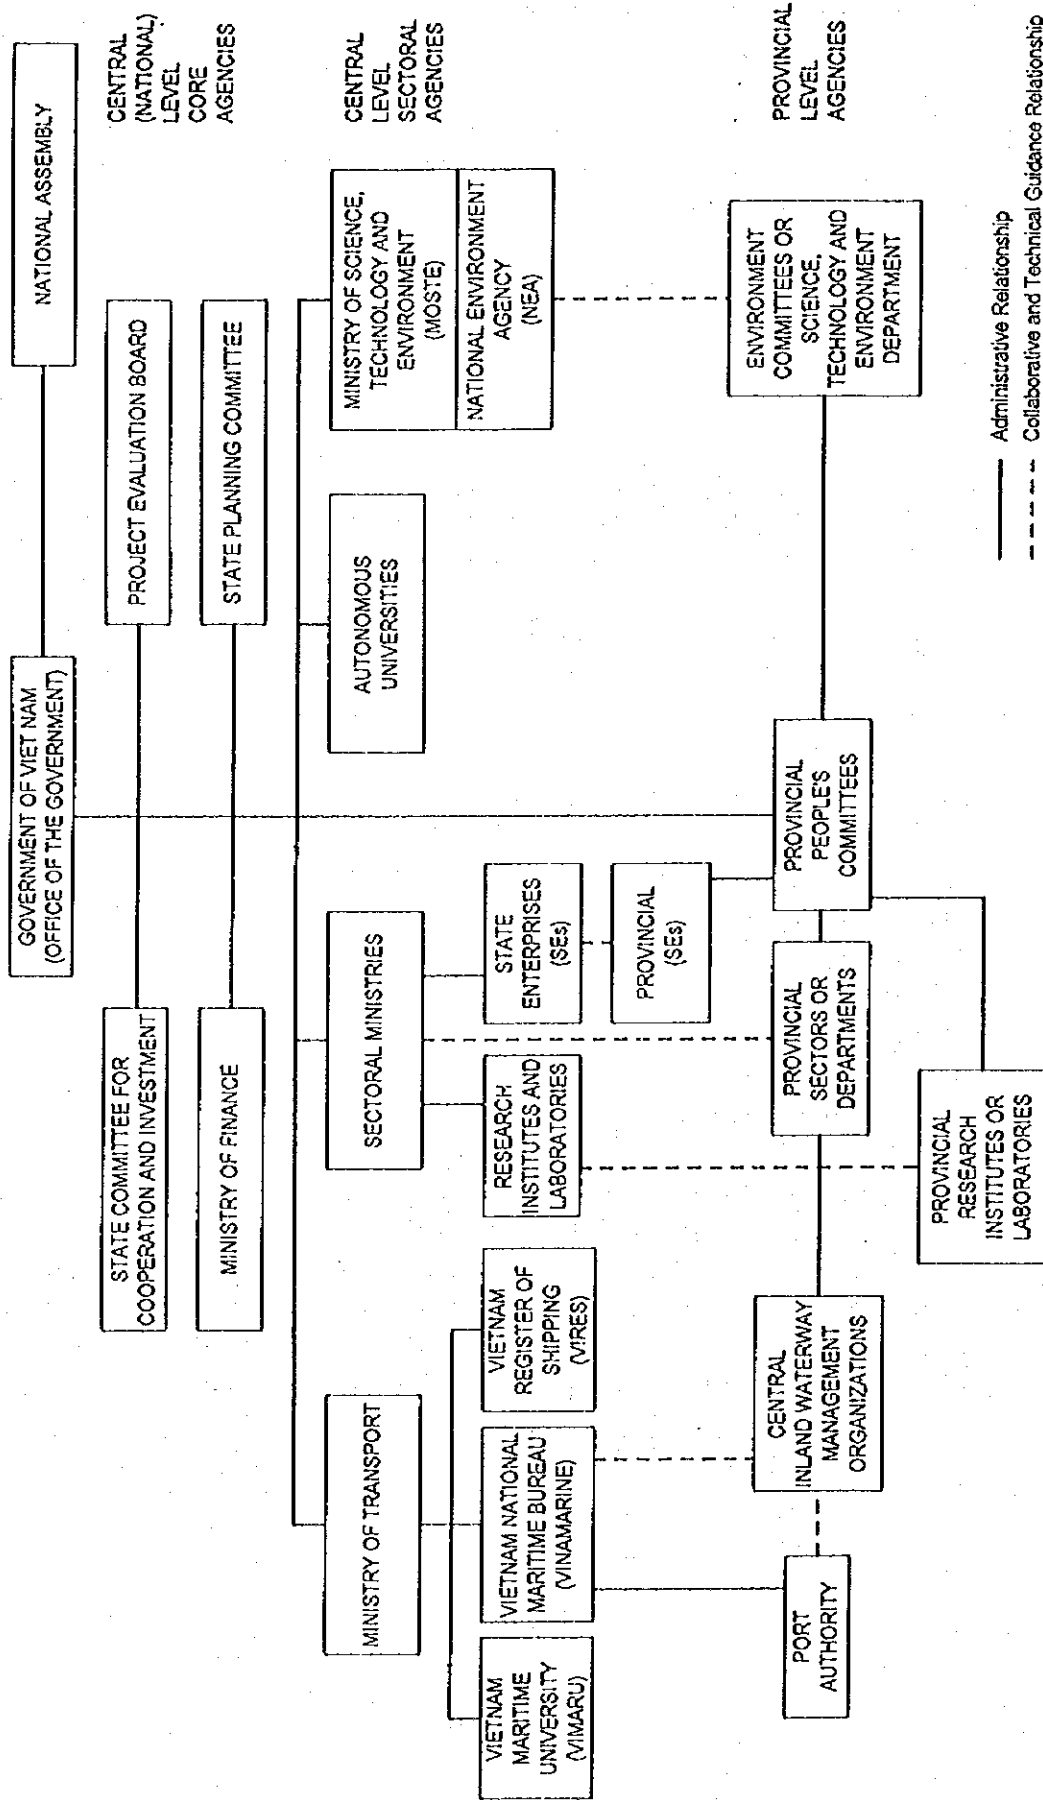 GOVERNMENT OF VIET NAM
(OFFICE OF THE GOVERNMENT)
NATIONAL ASSEMBLY
STATE COMMITTEE FOR
COOPERATION AND INVESTMENT
PROJECT EVALUATION BOARD
CENTRAL
(NATIONAL)
LEVEL
CORE
AGENCIES
MINISTRY OF FINANCE
STATE PLANNING COMMITTEE
MINISTRY OF TRANSPORT
SECTORAL MINISTRIES
AUTONOMOUS
UNIVERSITIES
MINISTRY OF SCIENCE,
TECHNOLOGY AND
ENVIRONMENT
(MOSTE)
NATIONAL ENVIRONMENT
AGENCY
(NEA)
CENTRAL
LEVEL
SECTORAL
AGENCIES
VIETNAM
MARITIME
UNIVERSITY
(VIMARU)
VIETNAM NATIONAL
MARITIME BUREAU
(VINAMARINE)
VIETNAM
REGISTER OF
SHIPPING
(VIRES)
RESEARCH
INSTITUTES AND
LABORATORIES
STATE
ENTERPRISES
(SEs)
PROVINCIAL
(SEs)
PORT
AUTHORITY
CENTRAL
INLAND WATERWAY
MANAGEMENT
ORGANIZATIONS
PROVINCIAL
SECTORS OR
DEPARTMENTS
PROVINCIAL
PEOPLE'S
COMMITTEES
ENVIRONMENT
COMMITTEES OR
SCIENCE,
TECHNOLOGY AND
ENVIRONMENT
DEPARTMENT
PROVINCIAL
LEVEL
AGENCIES
PROVINCIAL
RESEARCH
INSTITUTES OR
LABORATORIES
Administrative Relationship
Collaborative and Technical Guidance Relationship